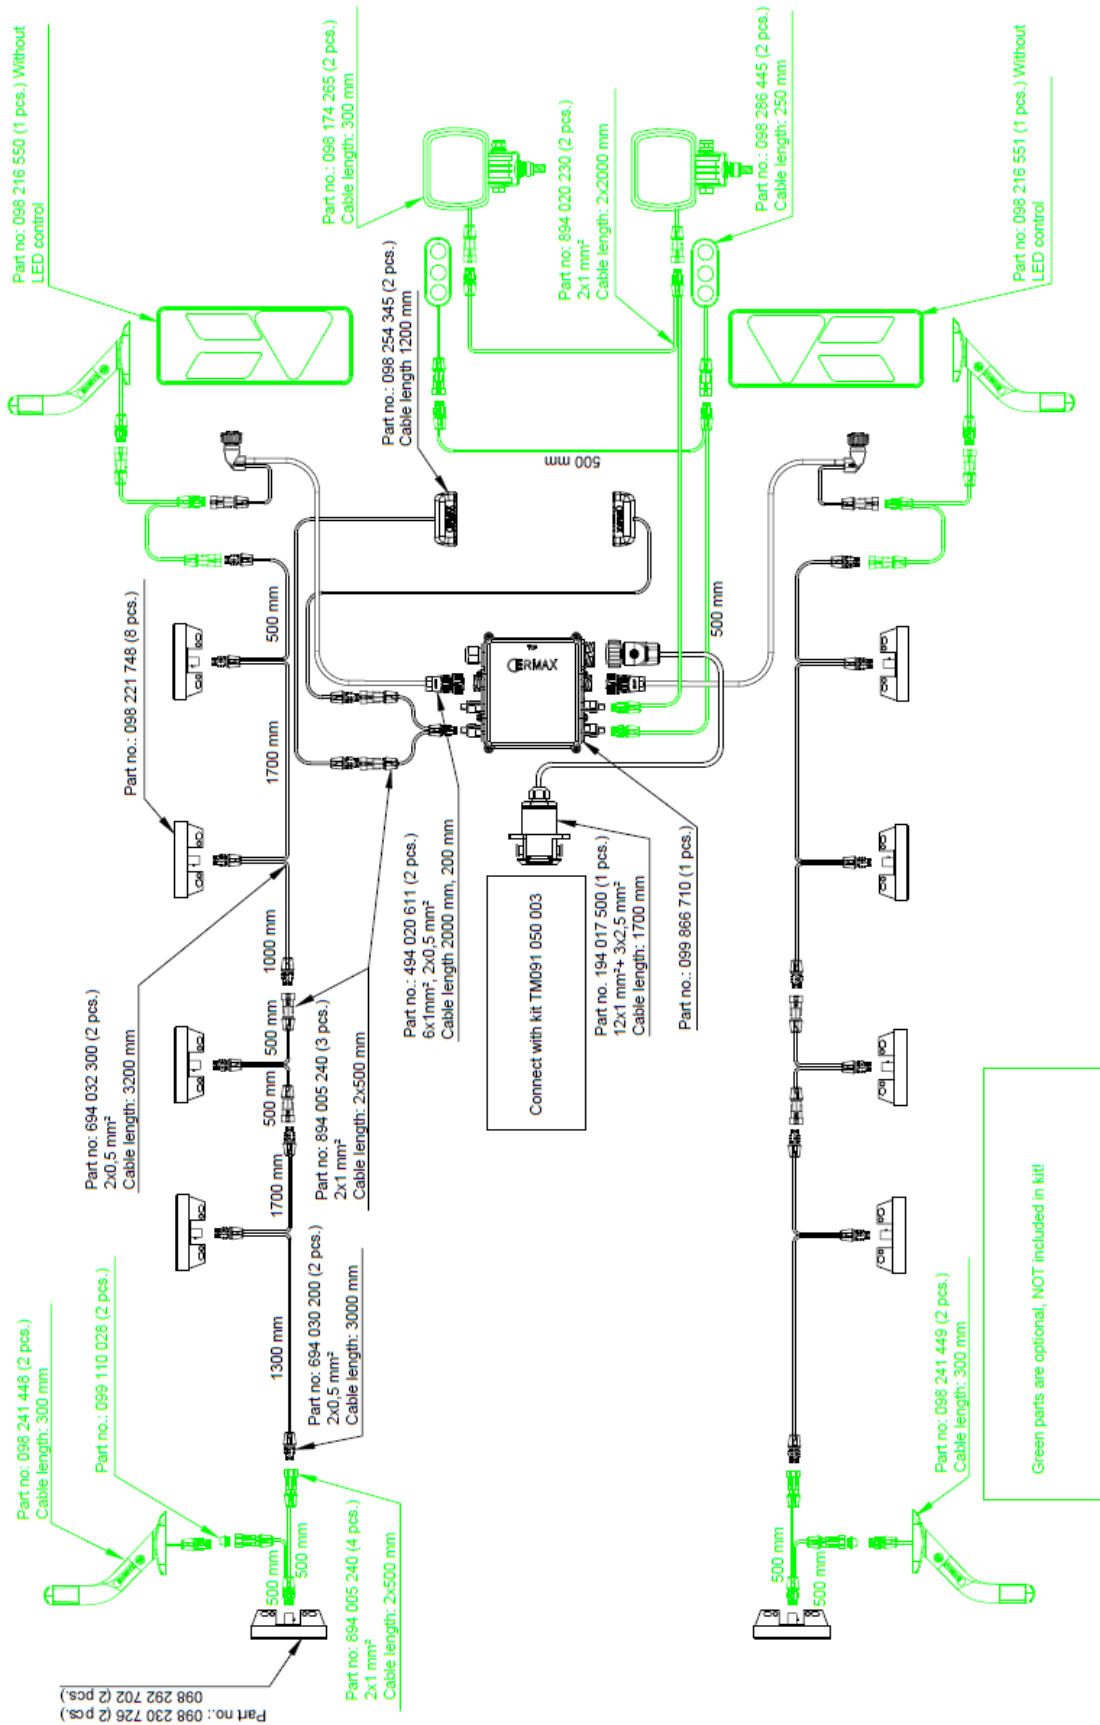 Part no: 098 216 550 (1 pcs.) Without
LED control
Part no.: 098 174 265 (2 pcs.)
Cable length: 300 mm
Part no: 894 020 230 (2 pcs.)
2x1 mm²
Cable length: 2x2000 mm
Part no.: 098 286 445 (2 pcs.)
Cable length: 250 mm
Part no: 098 216 551 (1 pcs.) Without
LED control
Part no.: 098 254 345 (2 pcs.)
Cable length 1200 mm
500 mm
500 mm
Part no.: 098 221 748 (8 pcs.)
500 mm
1700 mm
1000 mm
500 mm
500 mm
1700 mm
1300 mm
TOP
ERMAX
Part no: 694 032 300 (2 pcs.)
2x0,5 mm²
Cable length: 3200 mm
Part no: 894 005 240 (3 pcs.)
2x1 mm²
Cable length: 2x500 mm
Part no.: 494 020 611 (2 pcs.)
6x1mm², 2x0,5 mm²
Cable length 2000 mm, 200 mm
Connect with kit TM091 050 003
Part no. 194 017 500 (1 pcs.)
12x1 mm²+ 3x2,5 mm²
Cable length: 1700 mm
Part no.: 099 866 710 (1 pcs.)
Part no: 694 030 200 (2 pcs.)
2x0,5 mm²
Cable length: 3000 mm
Part no: 098 241 448 (2 pcs.)
Cable length: 300 mm
Part no.: 099 110 028 (2 pcs.)
500 mm
500 mm
Part no: 894 005 240 (4 pcs.)
2x1 mm²
Cable length: 2x500 mm
Part no.: 098 230 726 (2 pcs.)
098 292 702 (2 pcs.)
500 mm
500 mm
Part no: 098 241 449 (2 pcs.)
Cable length: 300 mm
Green parts are optional, NOT included in kit!